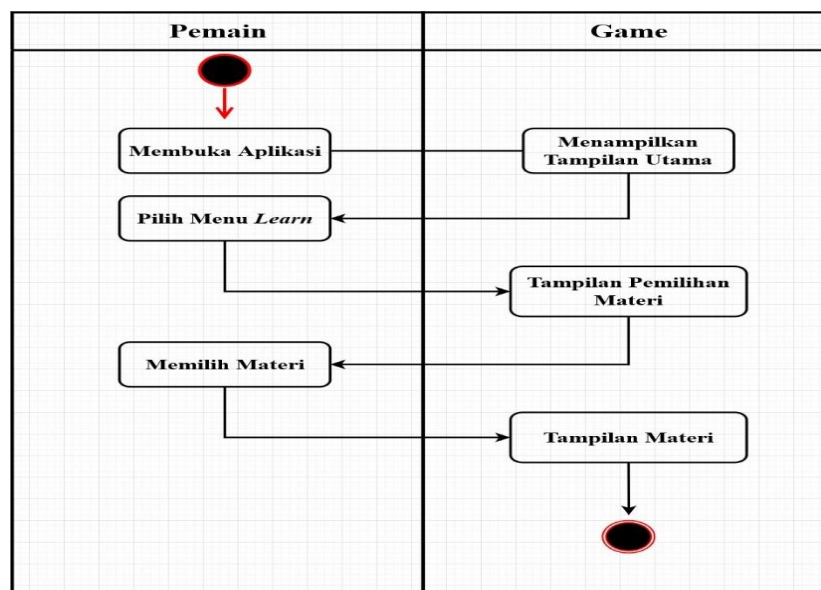 Pemain
Game
Membuka Aplikasi
Menampilkan
Tampilan Utama
Pilih Menu Learn
Tampilan Pemilihan
Materi
Memilih Materi
Tampilan Materi